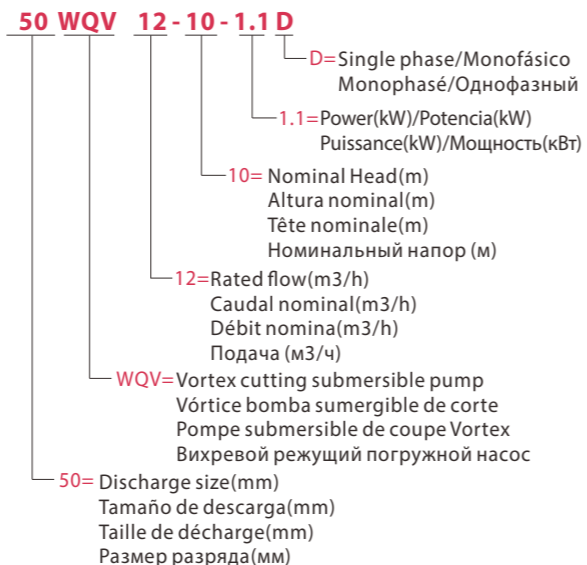 50 WQV 12 - 10 - 1.1 D
D=Single phase/Monofásico
Monophasé/Однофазный
1.1=Power(kW)/Potencia(kW)
Puissance(kW)/Мощность(кВт)
10= Nominal Head(m)
Altura nominal(m)
Tête nominale(m)
Номинальный напор (м)
12=Rated flow(m3/h)
Caudal nominal(m3/h)
Débit nomina(m3/h)
Подача (м3/ч)
WQV=Vortex cutting submersible pump
Vórtice bomba sumergible de corte
Pompe submersible de coupe Vortex
Вихревой режущий погружной насос
50= Discharge size(mm)
Tamaño de descarga(mm)
Taille de décharge(mm)
Размер разряда(мм)